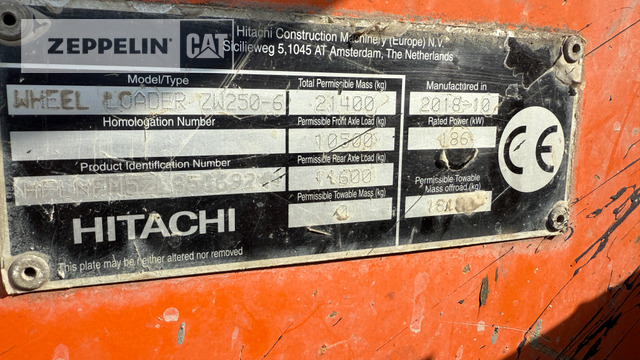 ZEPPELIN CAT
Hitachi Construction Machinery (Europe) N.V
Sicilieweg 5,1045 AT Amsterdam, The Netherlands
Model/Type
WHEEL LOADER ZW250-6
Total Permissible Mass (kg)
21400
Manufactured in
2018-10
Homologation Number
Permissible Front Axle Load (kg)
10500
Rated Power (kW)
186
Product Identification Number
Permissible Rear Axle Load (kg)
11600
Permissible Towable Mass offroad (kg)
Permissible Towable Mass (kg)
CE
HITACHI
This plate may be neither altered nor removed